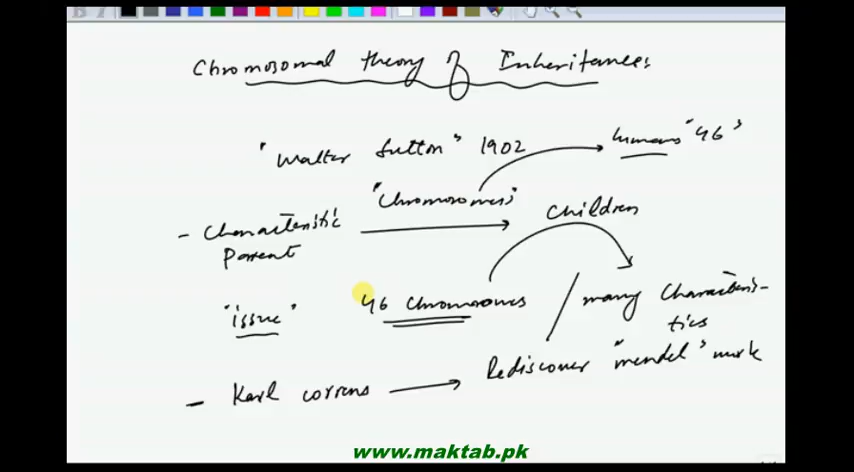 Chromosomal theory of Inheritance:
"Walter Sutton" 1902
humans "46"
"Chromosomes"
- Characteristic Parent
Children
"issue"
46 Chromosomes
many Characteris-
tics
- Karl correns
Rediscover "mendel" work
www.maktab.pk